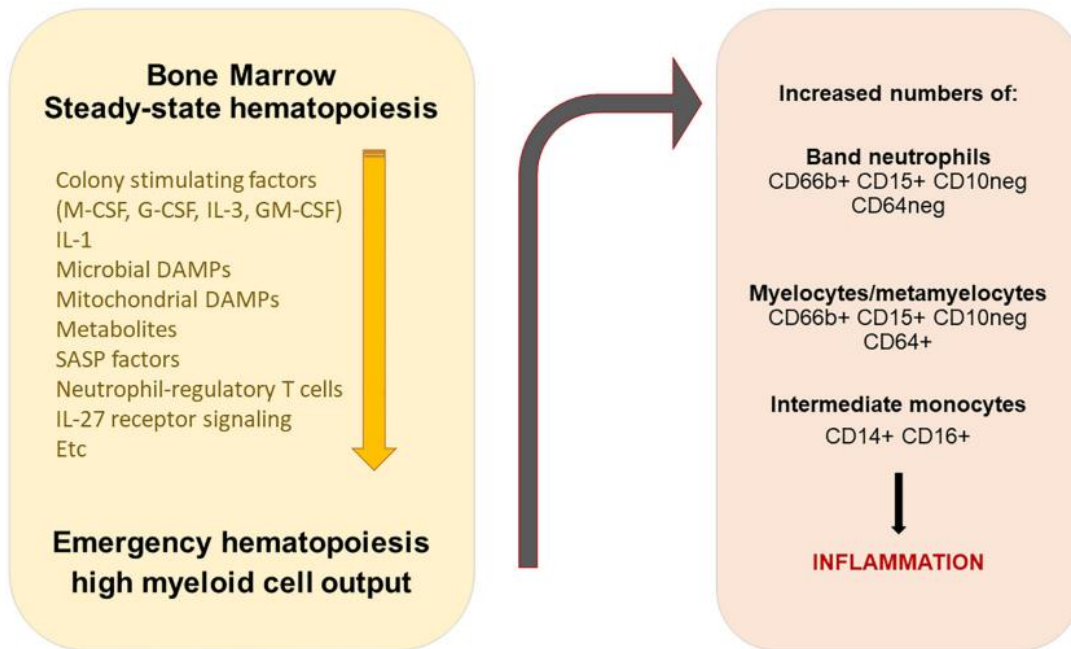 Bone Marrow
Steady-state hematopoiesis
Colony stimulating factors
(M-CSF, G-CSF, IL-3, GM-CSF)
IL-1
Microbial DAMPs
Mitochondrial DAMPs
Metabolites
SASP factors
Neutrophil-regulatory T cells
IL-27 receptor signaling
Etc
Emergency hematopoiesis
high myeloid cell output
Increased numbers of:
Band neutrophils
CD66b+ CD15+ CD10neg
CD64neg
Myelocytes/metamyelocytes
CD66b+ CD15+ CD10neg
CD64+
Intermediate monocytes
CD14+ CD16+
INFLAMMATION